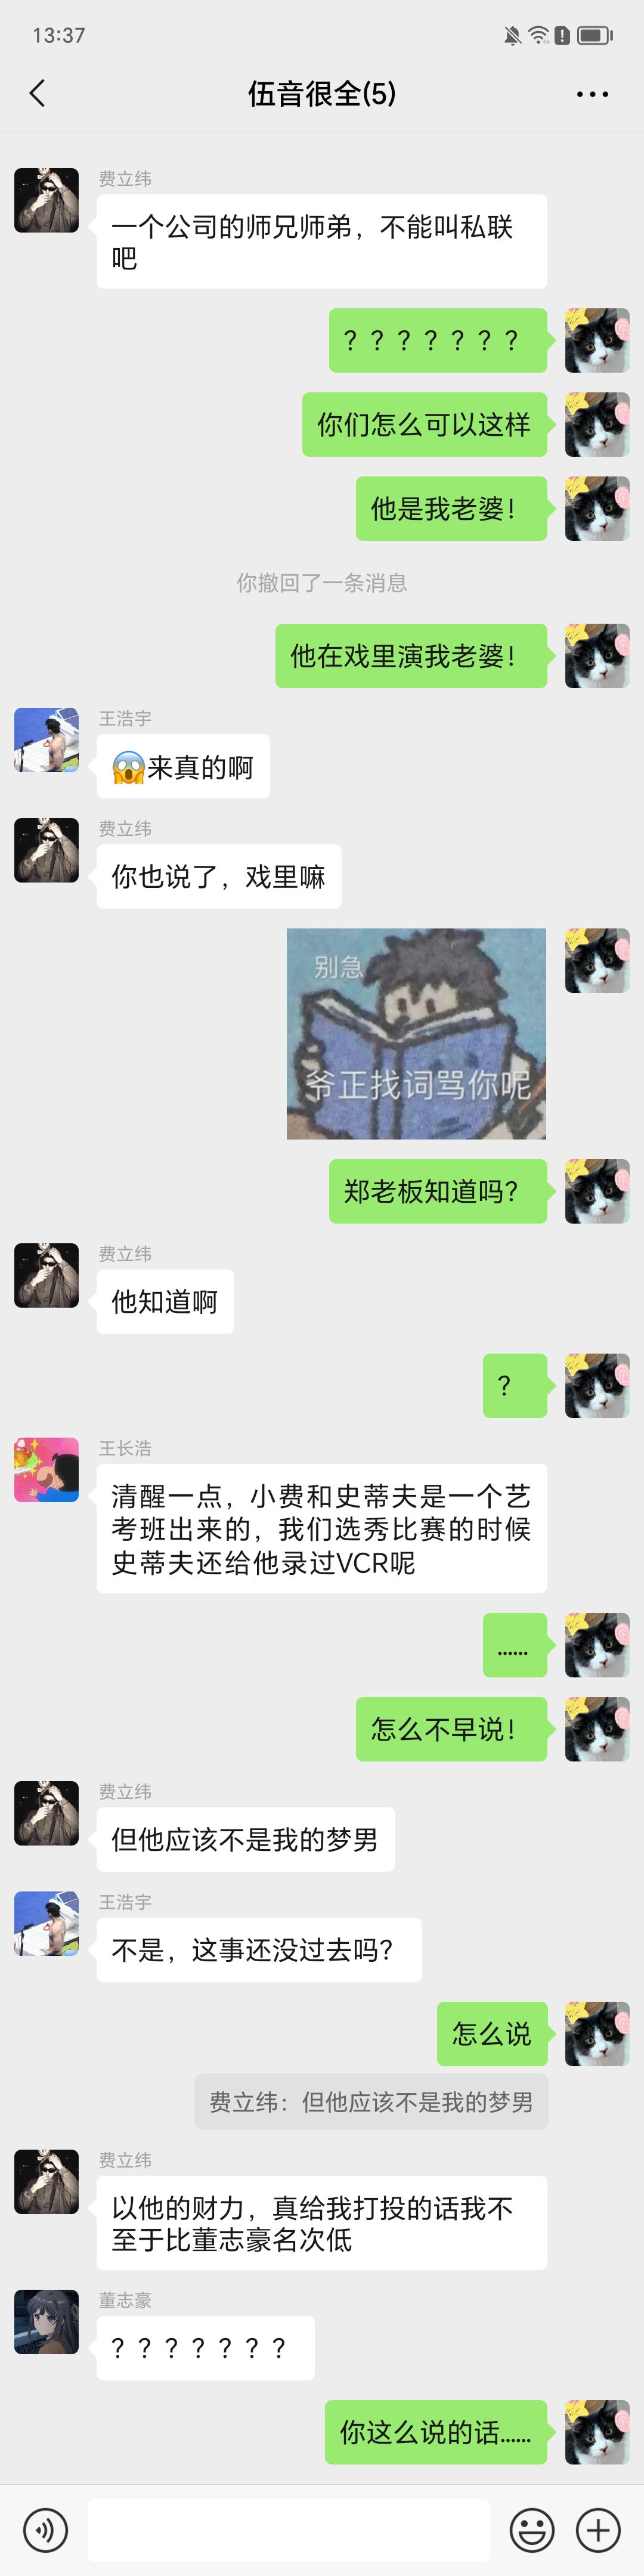 13:37
伍音很全(5)
费立纬
一个公司的师兄师弟，不能叫私联
吧
？？？？？？？
你们怎么可以这样
他是我老婆！
你撤回了一条消息
他在戏里演我老婆！
王浩宇
😱来真的啊
费立纬
你也说了，戏里嘛
别急
爷正找词骂你呢
郑老板知道吗？
费立纬
他知道啊
？
王长浩
清醒一点，小费和史蒂夫是一个艺
考班出来的，我们选秀比赛的时候
史蒂夫还给他录过VCR呢
……
怎么不早说！
费立纬
但他应该不是我的梦男
王浩宇
不是，这事还没过去吗？
怎么说
费立纬：但他应该不是我的梦男
费立纬
以他的财力，真给我打投的话我不
至于比董志豪名次低
董志豪
？？？？？？？
你这么说的话……